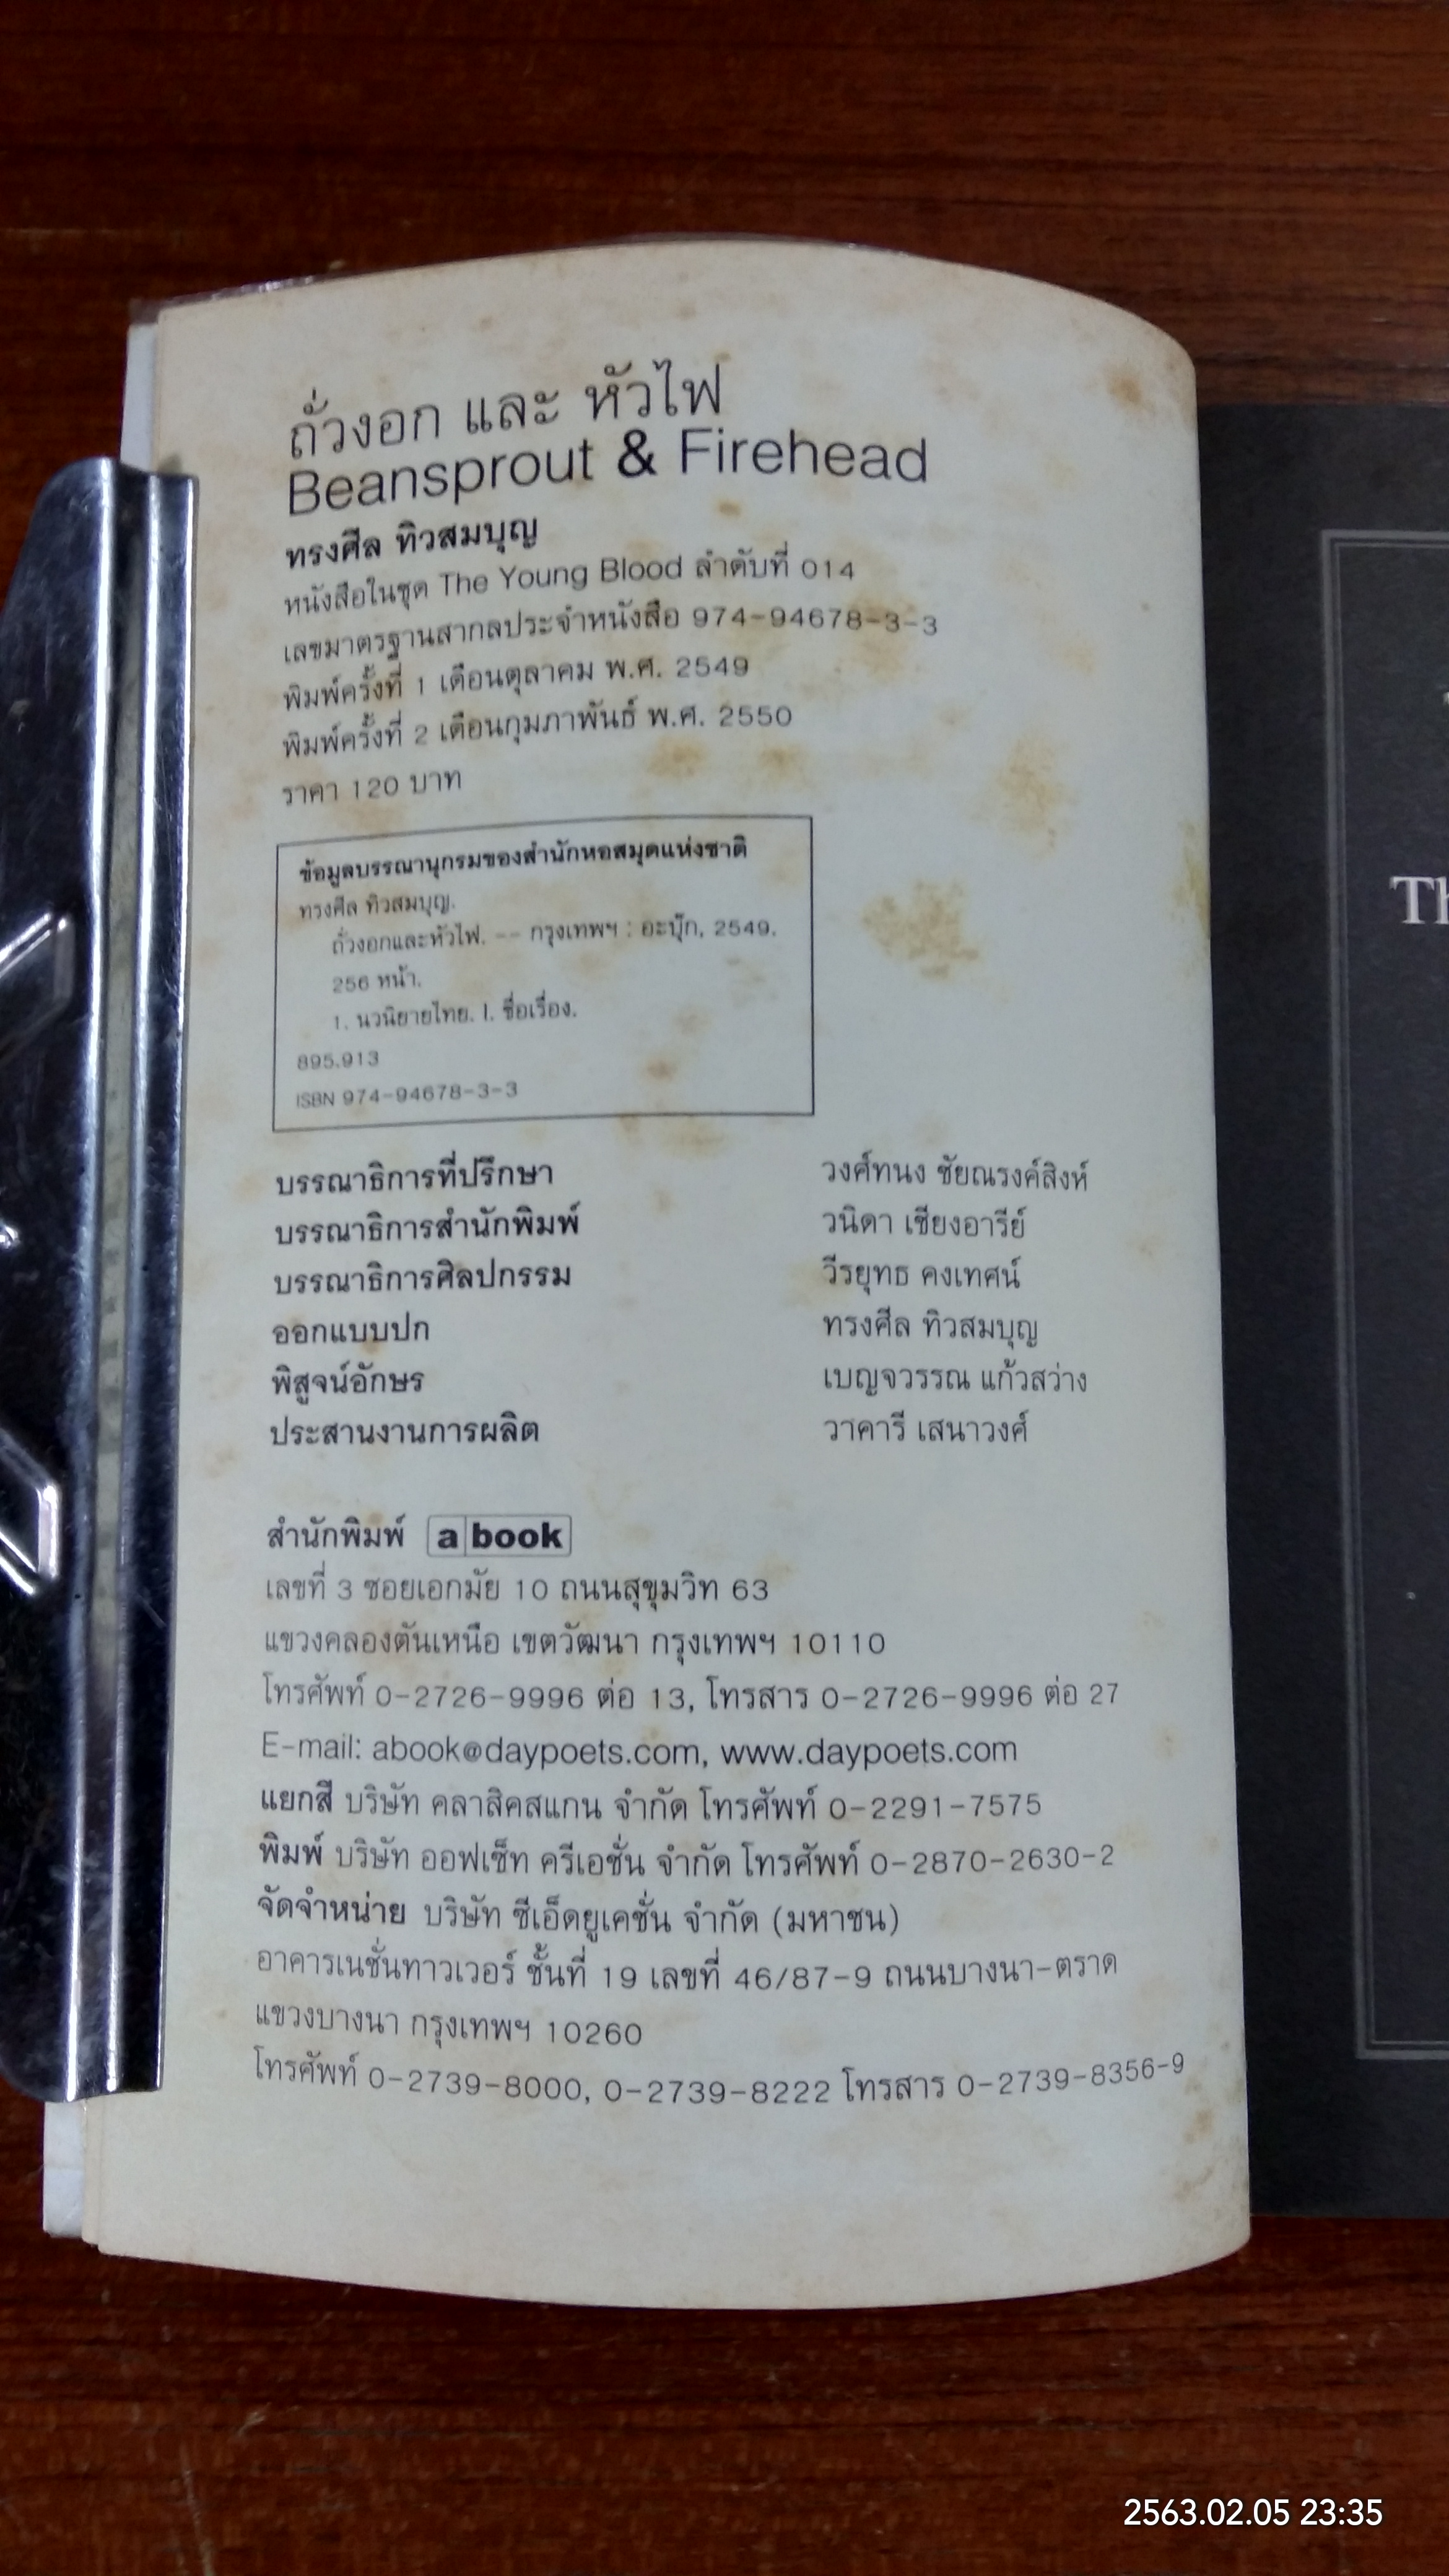 ถั่วงอก และ หัวไฟ
Beansprout & Firehead
ทรงศีล ทิวสมบุญ
หนังสือในชุด The Young Blood ลำดับที่ 014
เลขมาตรฐานสากลประจำหนังสือ 974-94678-3-3
พิมพ์ครั้งที่ 1 เดือนตุลาคม พ.ศ. 2549
พิมพ์ครั้งที่ 2 เดือนกุมภาพันธ์ พ.ศ. 2550
ราคา 120 บาท
ข้อมูลบรรณานุกรมของสำนักหอสมุดแห่งชาติ
ทรงศีล ทิวสมบุญ.
ถั่วงอกและหัวไฟ. -- กรุงเทพฯ : อะบุ๊ก, 2549.
256 หน้า.
1. นวนิยายไทย. I. ชื่อเรื่อง.
895.913
ISBN 974-94678-3-3
บรรณาธิการที่ปรึกษา วงศ์ทนง ชัยณรงค์สิงห์
บรรณาธิการสำนักพิมพ์ วนิดา เชียงอารีย์
บรรณาธิการศิลปกรรม วีรยุทธ คงเทศน์
ออกแบบปก ทรงศีล ทิวสมบุญ
พิสูจน์อักษร เบญจวรรณ แก้วสว่าง
ประสานงานการผลิต วาคารี เสนาวงศ์
สำนักพิมพ์ a book
เลขที่ 3 ซอยเอกมัย 10 ถนนสุขุมวิท 63
แขวงคลองตันเหนือ เขตวัฒนา กรุงเทพฯ 10110
โทรศัพท์ 0-2726-9996 ต่อ 13, โทรสาร 0-2726-9996 ต่อ 27
E-mail: abook@daypoets.com, www.daypoets.com
แยกสี บริษัท คลาสิคสแกน จำกัด โทรศัพท์ 0-2291-7575
พิมพ์ บริษัท ออฟเซ็ท ครีเอชั่น จำกัด โทรศัพท์ 0-2870-2630-2
จัดจำหน่าย บริษัท ซีเอ็ดยูเคชั่น จำกัด (มหาชน)
อาคารเนชั่นทาวเวอร์ ชั้นที่ 19 เลขที่ 46/87-9 ถนนบางนา-ตราด
แขวงบางนา กรุงเทพฯ 10260
โทรศัพท์ 0-2739-8000, 0-2739-8222 โทรสาร 0-2739-8356-9
2563.02.05 23:35